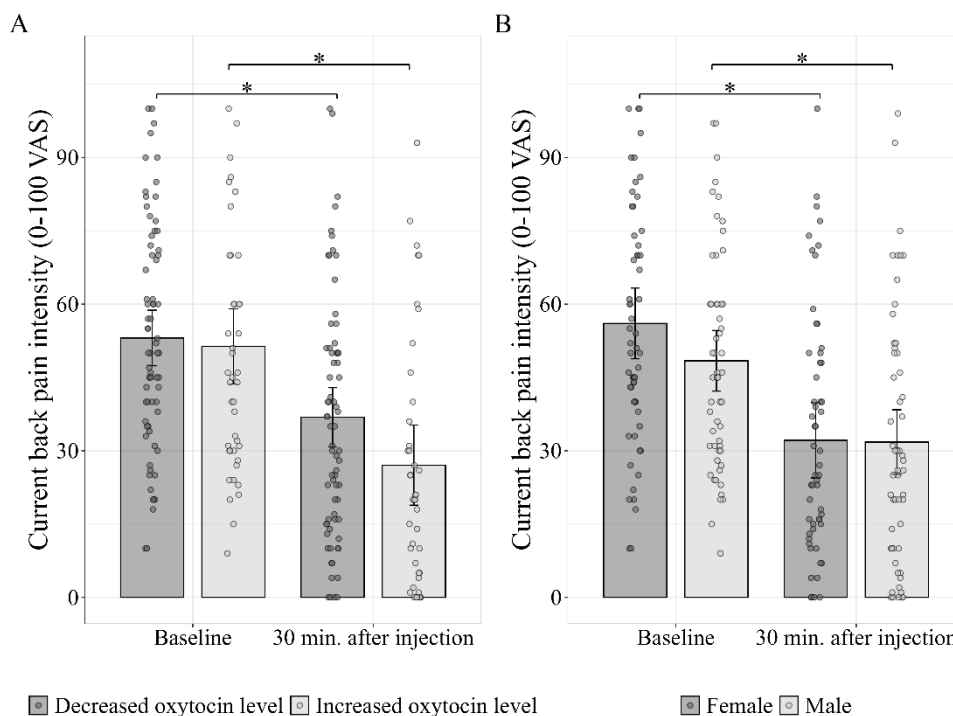 A
B
Current back pain intensity (0-100 VAS)
90
60
30
0
*
*
Baseline
30 min. after injection
Current back pain intensity (0-100 VAS)
90
60
30
0
*
*
Baseline
30 min. after injection
Decreased oxytocin level
Increased oxytocin level
Female
Male